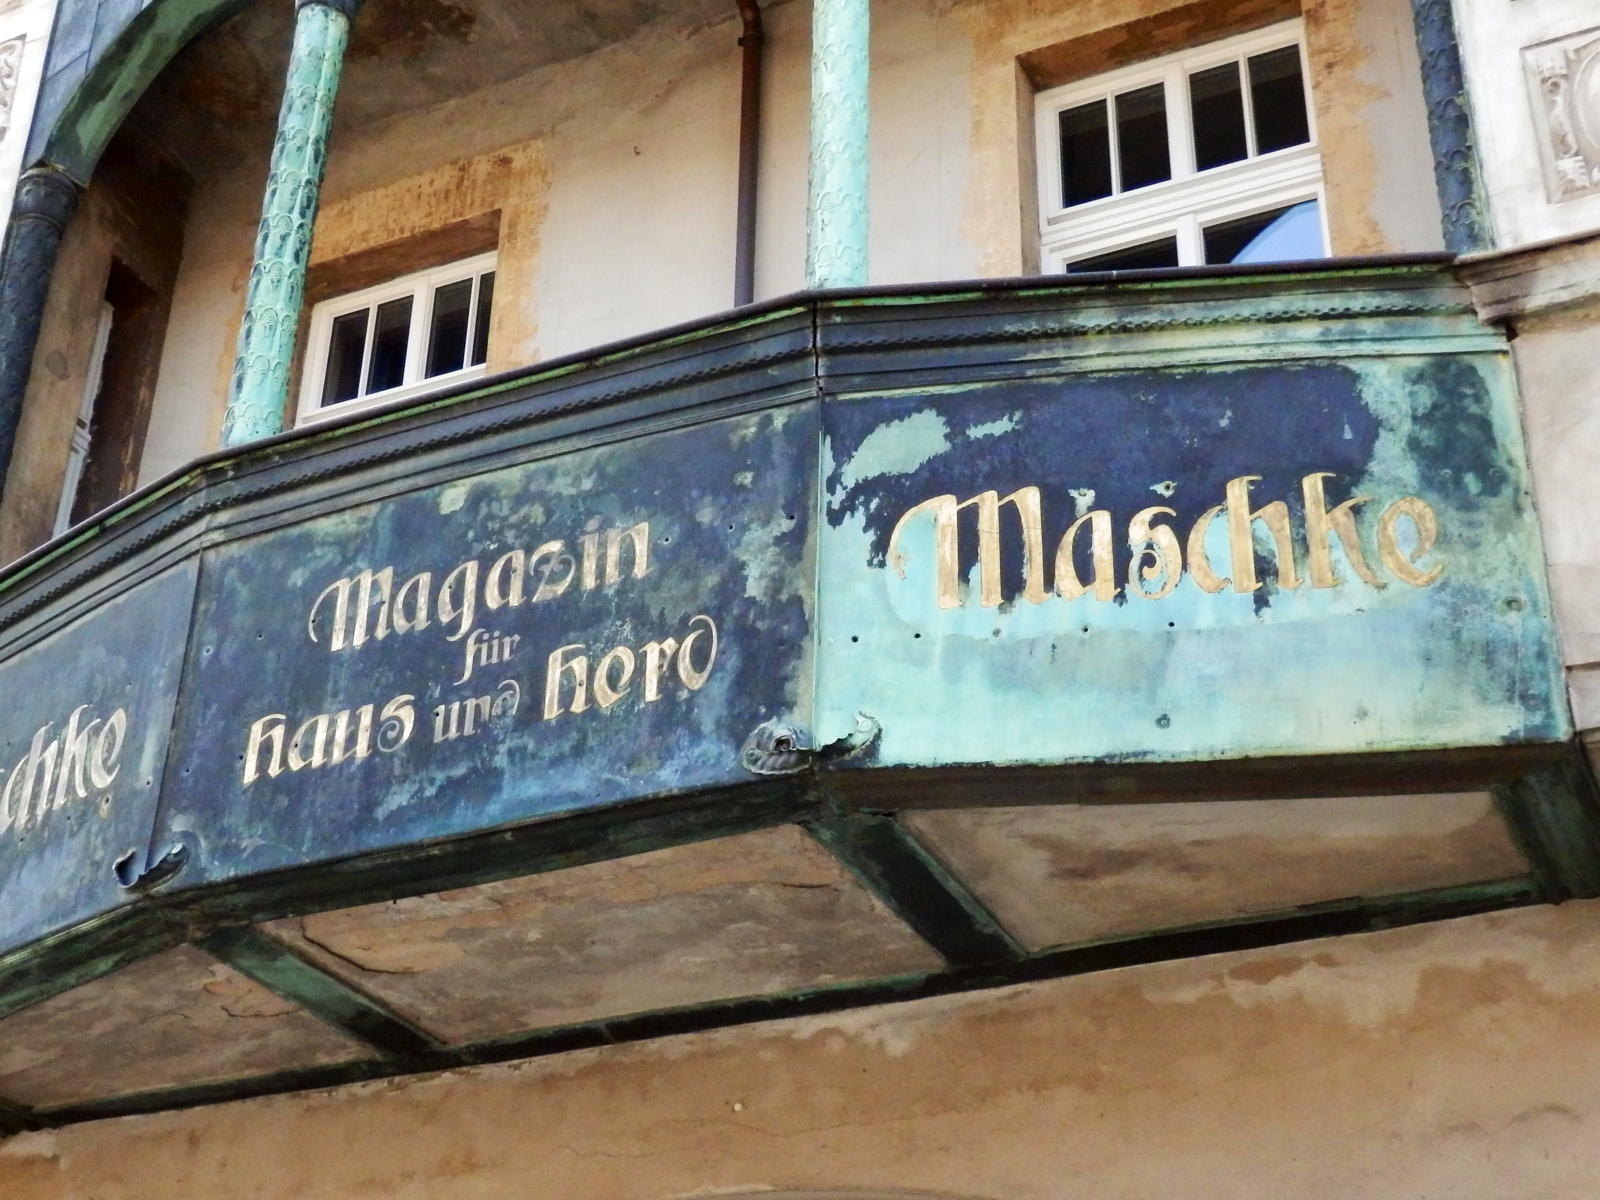 Magazin
für
haus und herd
Maschke